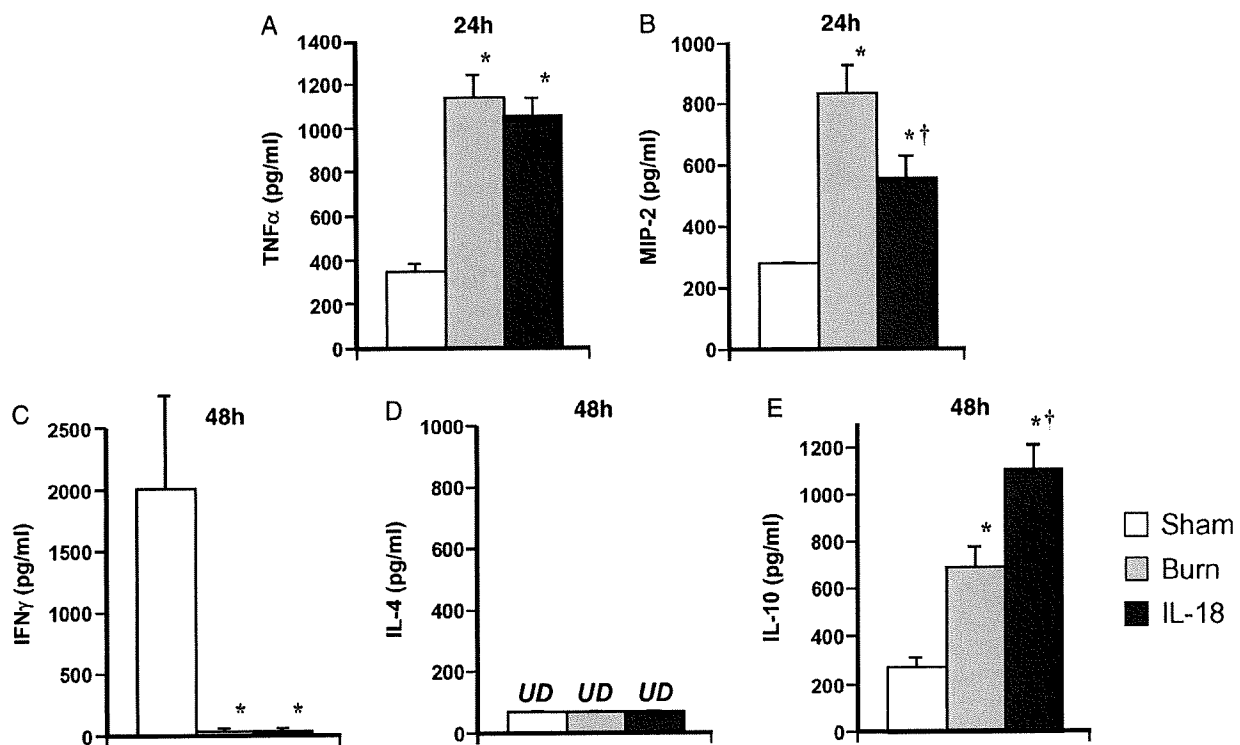 A
24h
TNFα (pg/ml)
1400
1200
1000
800
600
400
200
0
*
*
B
24h
MIP-2 (pg/ml)
1000
800
600
400
200
0
*
*†
C
48h
IFNγ (pg/ml)
2500
2000
1500
1000
500
0
*
*
D
48h
IL-4 (pg/ml)
1000
800
600
400
200
0
UD UD UD
E
48h
IL-10 (pg/ml)
1200
1000
800
600
400
200
0
*
*†
Sham
Burn
IL-18